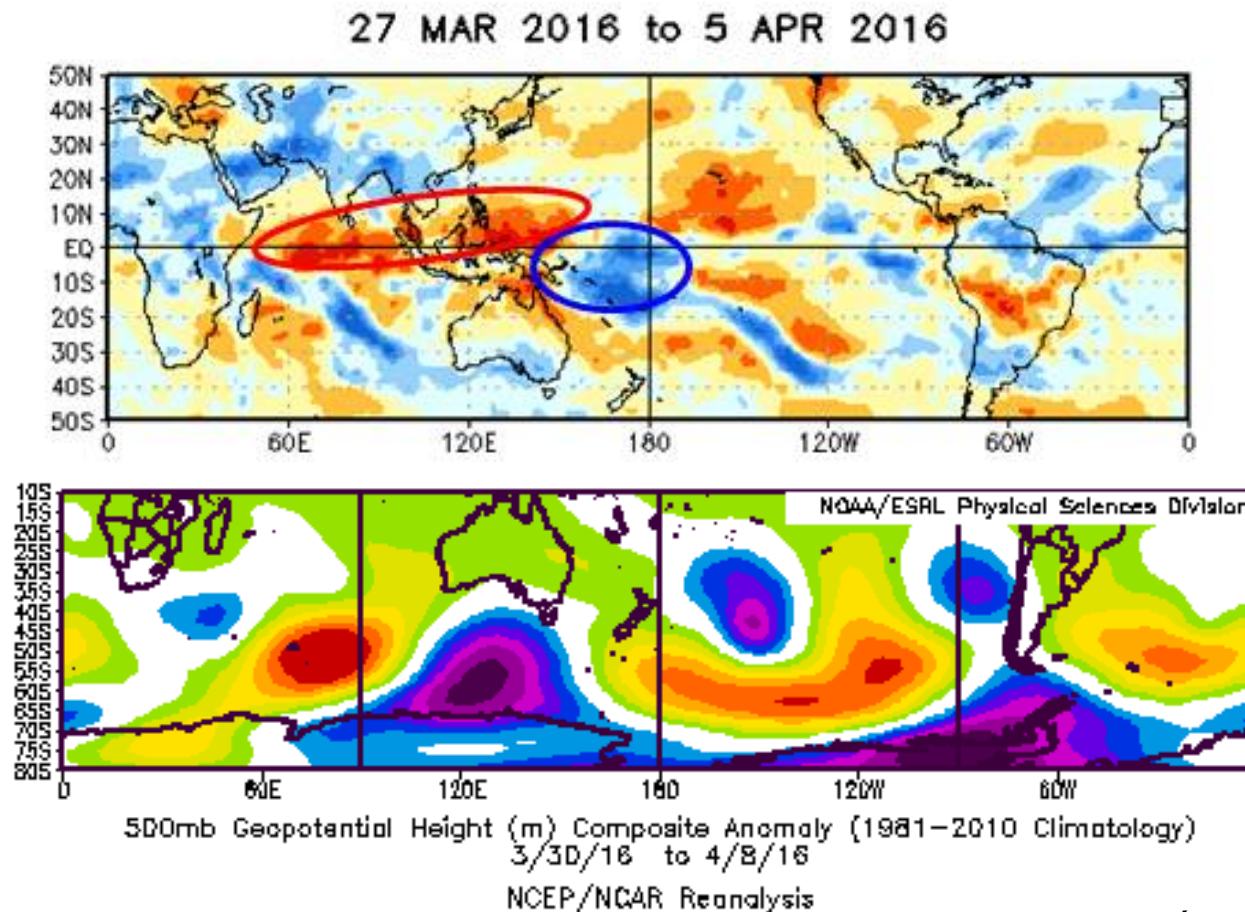 27 MAR 2016 to 5 APR 2016
50N
40N
30N
20N
10N
EQ
10S
20S
30S
40S
50S
0 60E 120E 180 120W 60W 0
NOAA/ESRL Physical Sciences Division
10S
15S
20S
25S
30S
35S
40S
45S
50S
55S
60S
65S
70S
75S
80S
0 60E 120E 180 120W 60W
500mb Geopotential Height (m) Composite Anomaly (1981-2010 Climatology)
3/30/16 to 4/8/16
NCEP/NCAR Reanalysis